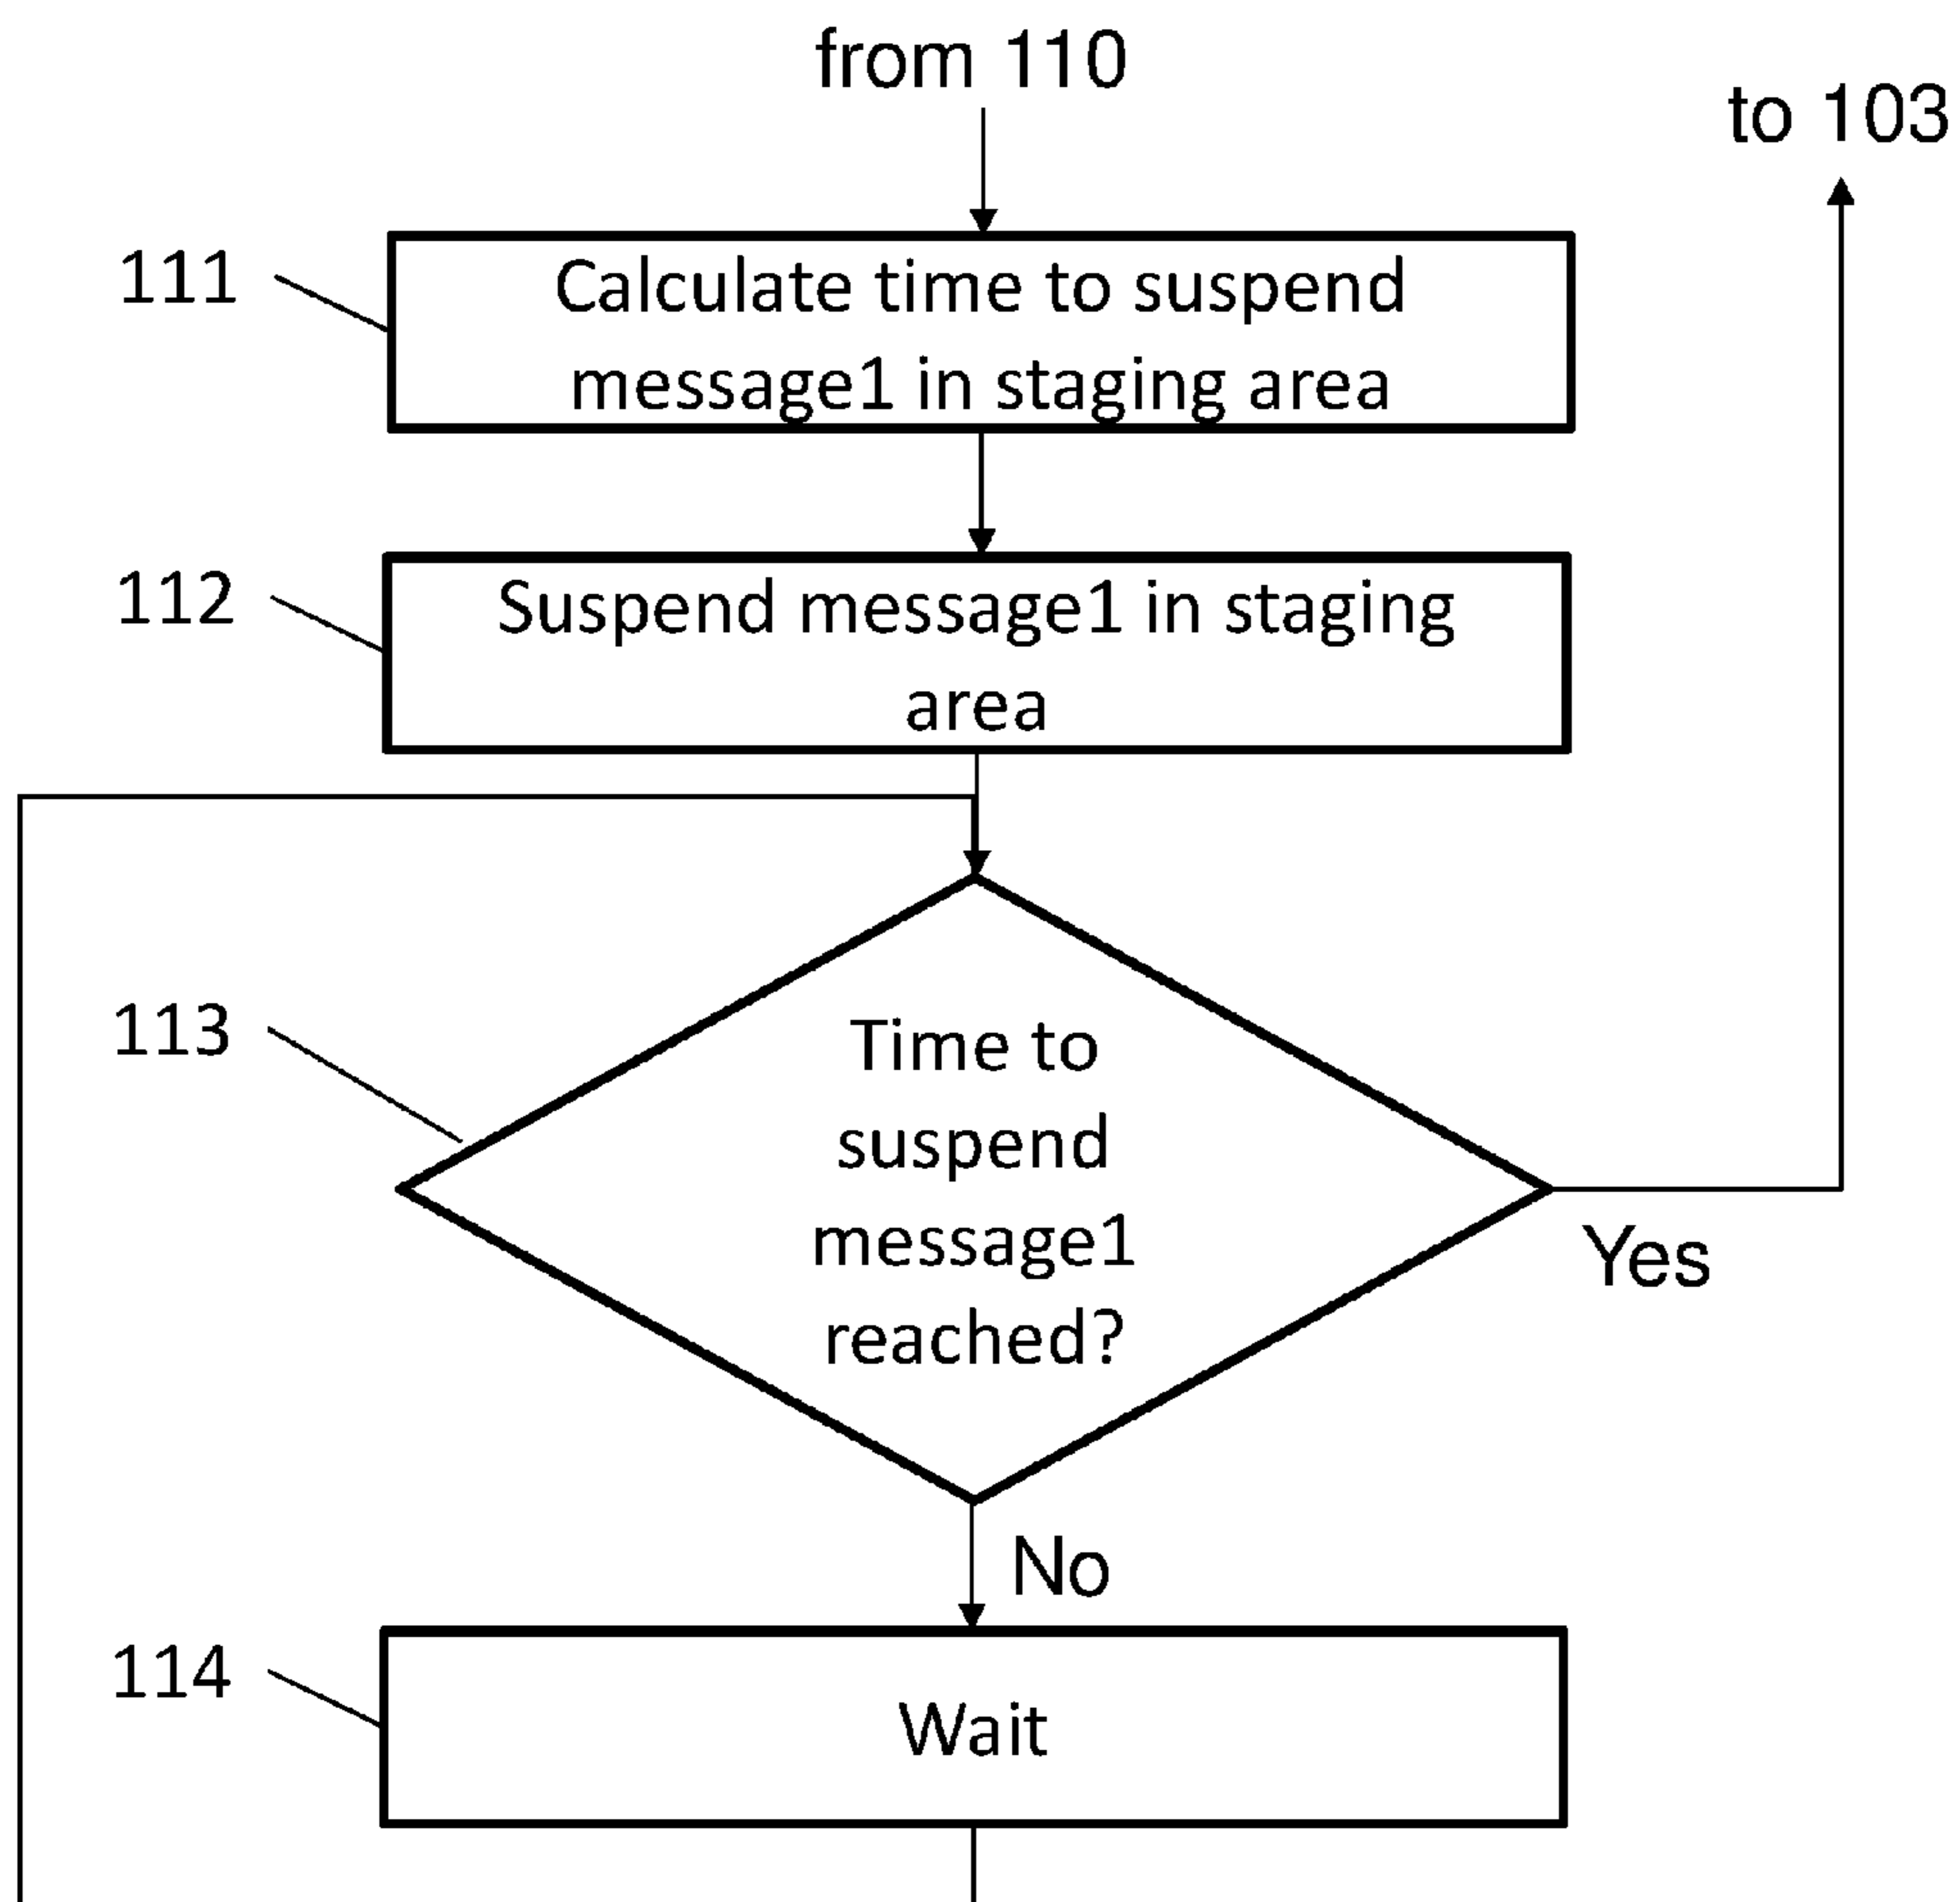 from 110
to 103
111
Calculate time to suspend
message1 in staging area
112
Suspend message1 in staging
area
113
Time to
suspend
message1
reached?
Yes
No
114
Wait